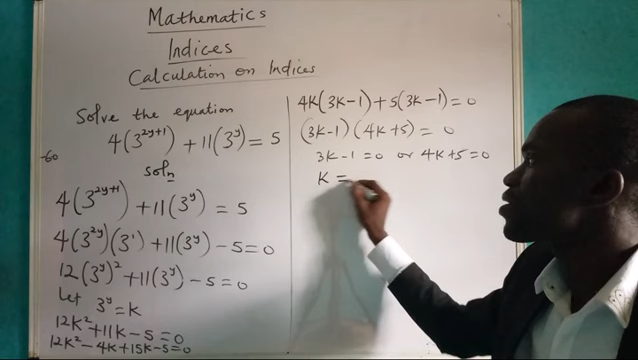 Mathematics
Indices
Calculation on Indices
Solve the equation
4(3^{2y+1}) + 11(3^y) = 5
-60
soln
4(3^{2y+1}) + 11(3^y) = 5
4(3^{2y})(3^1) + 11(3^y) - 5 = 0
12(3^y)^2 + 11(3^y) - 5 = 0
Let 3^y = K
12K^2 + 11K - 5 = 0
12K^2 - 4K + 15K - 5 = 0
4K(3K-1) + 5(3K-1) = 0
(3K-1)(4K+5) = 0
3K-1 = 0 or 4K+5 = 0
K =